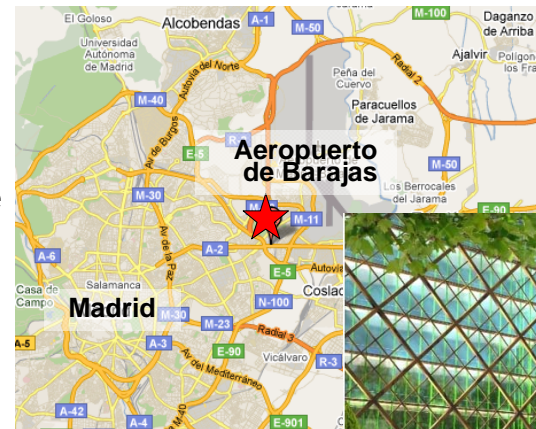 M-100
Daganzo
de Arriba
El Goloso
Alcobendas
A-1
M-50
Universidad
Autónoma
de Madrid
Autovía del Norte
Peña del
Cuervo
Radial 2
Ajalvir
M-40
Paracuellos
de Jarama
Av de Burgos
E-5
Aeropuerto
de Barajas
M-50
M-30
Los Berrocales
del Jarama
E-90
M-11
Av de la Paz
A-2
A-6
E-5
Autovía
Casa de
Campo
Salamanca
Madrid
N-100
Coslad
M-30
M-23
Radial 3
A-5
A-3
E-90
Vicálvaro
R-3
Av del Mediterráneo
A-42
A-4
M-40
E-901